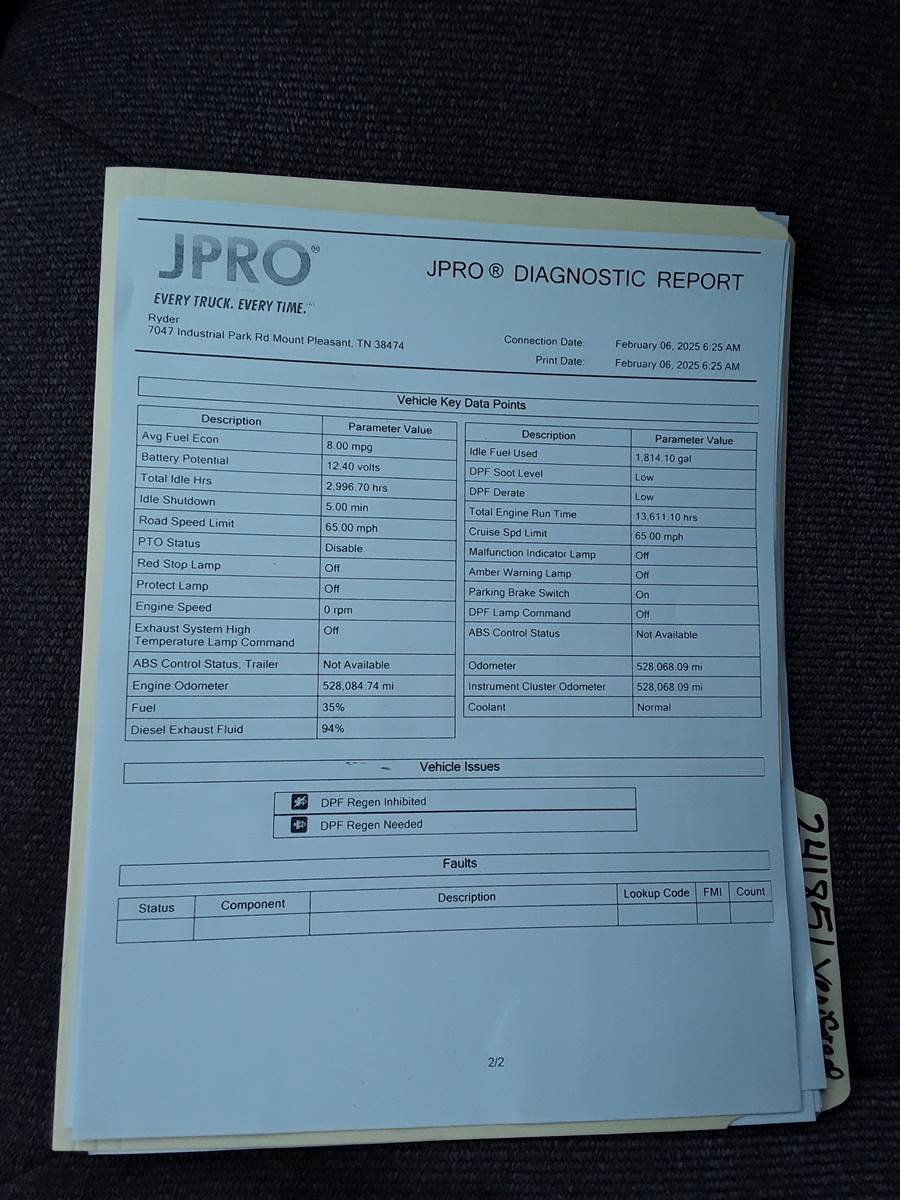 JPRO®
EVERY TRUCK. EVERY TIME.
JPRO® DIAGNOSTIC REPORT
Ryder
7047 Industrial Park Rd Mount Pleasant, TN 38474
Connection Date: February 06, 2025 6:25 AM
Print Date: February 06, 2025 6:25 AM
Vehicle Key Data Points
Description Parameter Value
Avg Fuel Econ 8.00 mpg
Battery Potential 12.40 volts
Total Idle Hrs 2,996.70 hrs
Idle Shutdown 5.00 min
Road Speed Limit 65.00 mph
PTO Status Disable
Red Stop Lamp Off
Protect Lamp Off
Engine Speed 0 rpm
Exhaust System High Off
Temperature Lamp Command
ABS Control Status, Trailer Not Available
Engine Odometer 528,084.74 mi
Fuel 35%
Diesel Exhaust Fluid 94%
Description Parameter Value
Idle Fuel Used 1,814.10 gal
DPF Soot Level Low
DPF Derate Low
Total Engine Run Time 13,611.10 hrs
Cruise Spd Limit 65.00 mph
Malfunction Indicator Lamp Off
Amber Warning Lamp Off
Parking Brake Switch On
DPF Lamp Command Off
ABS Control Status Not Available
Odometer 528,068.09 mi
Instrument Cluster Odometer 528,068.09 mi
Coolant Normal
Vehicle Issues
DPF Regen Inhibited
DPF Regen Needed
Faults
Status Component Description Lookup Code FMI Count
2/2
241851